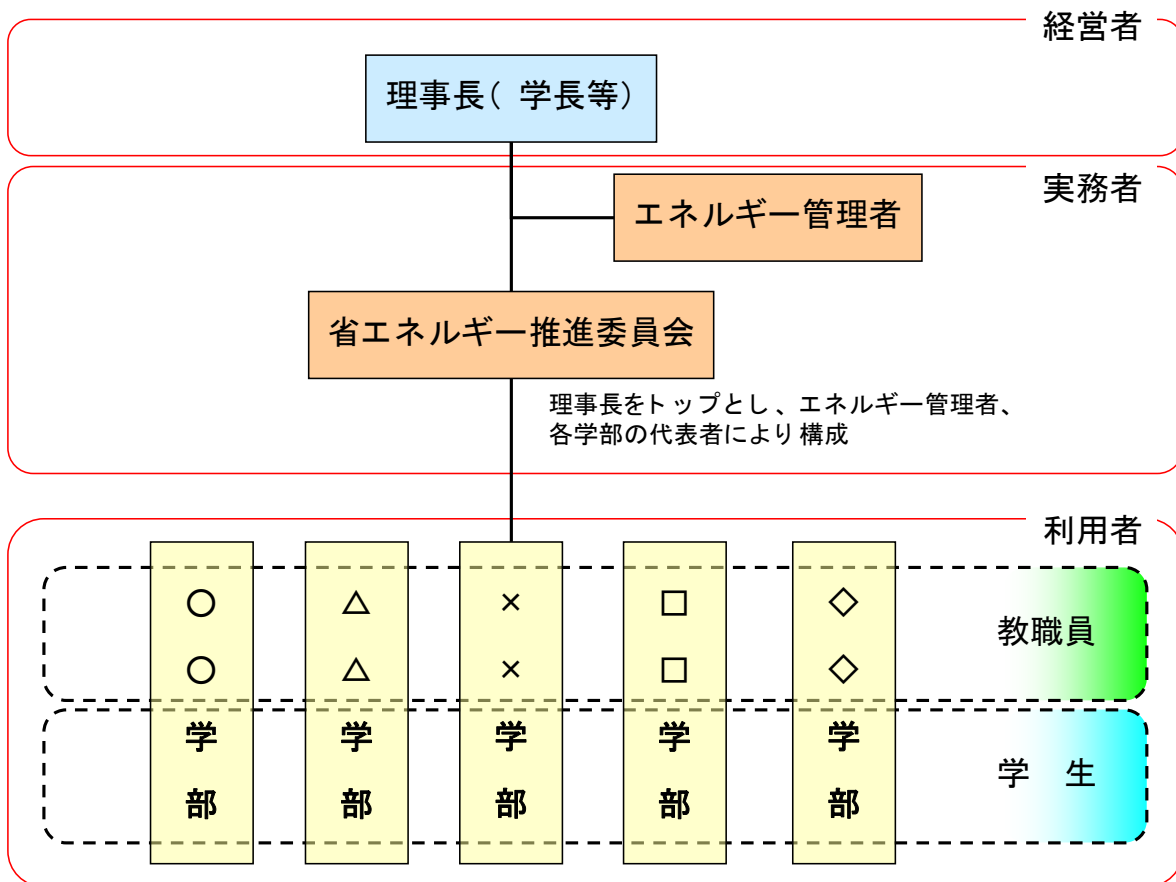 経営者
理事長( 学長等)
実務者
エネルギー管理者
省エネルギー推進委員会
理事長をトップとし、エネルギー管理者、
各学部の代表者により構成
利用者
○○学部
△△学部
××学部
□□学部
◇◇学部
教職員
学 生